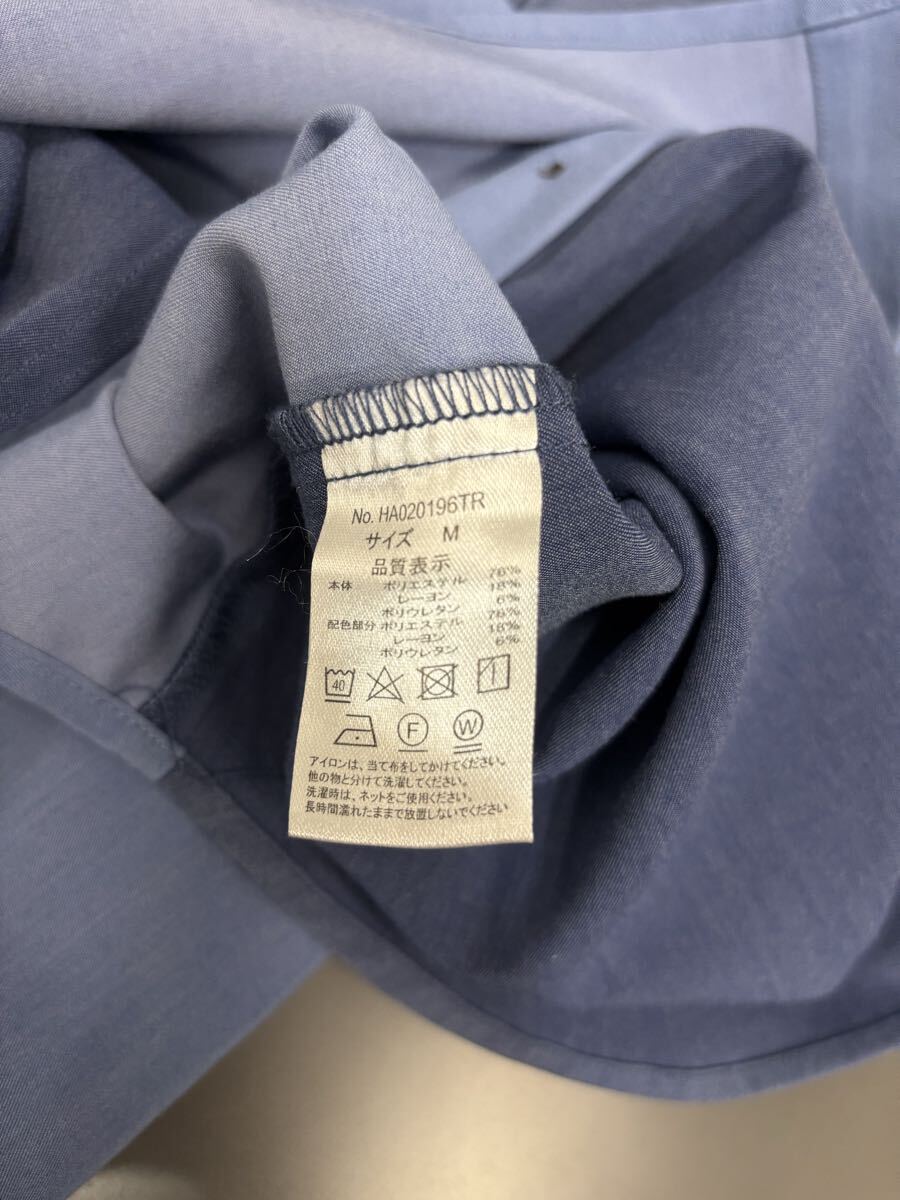 No. HA020196TR
サイズ M
品質表示
本体 ポリエステル 76%
レーヨン 18%
ポリウレタン 6%
配色部分 ポリエステル 76%
レーヨン 18%
ポリウレタン 6%
40
F W
アイロンは、当て布をしてかけてください。
他の物と分けて洗濯してください。
洗濯時は、ネットをご使用ください。
長時間濡れたままで放置しないでください